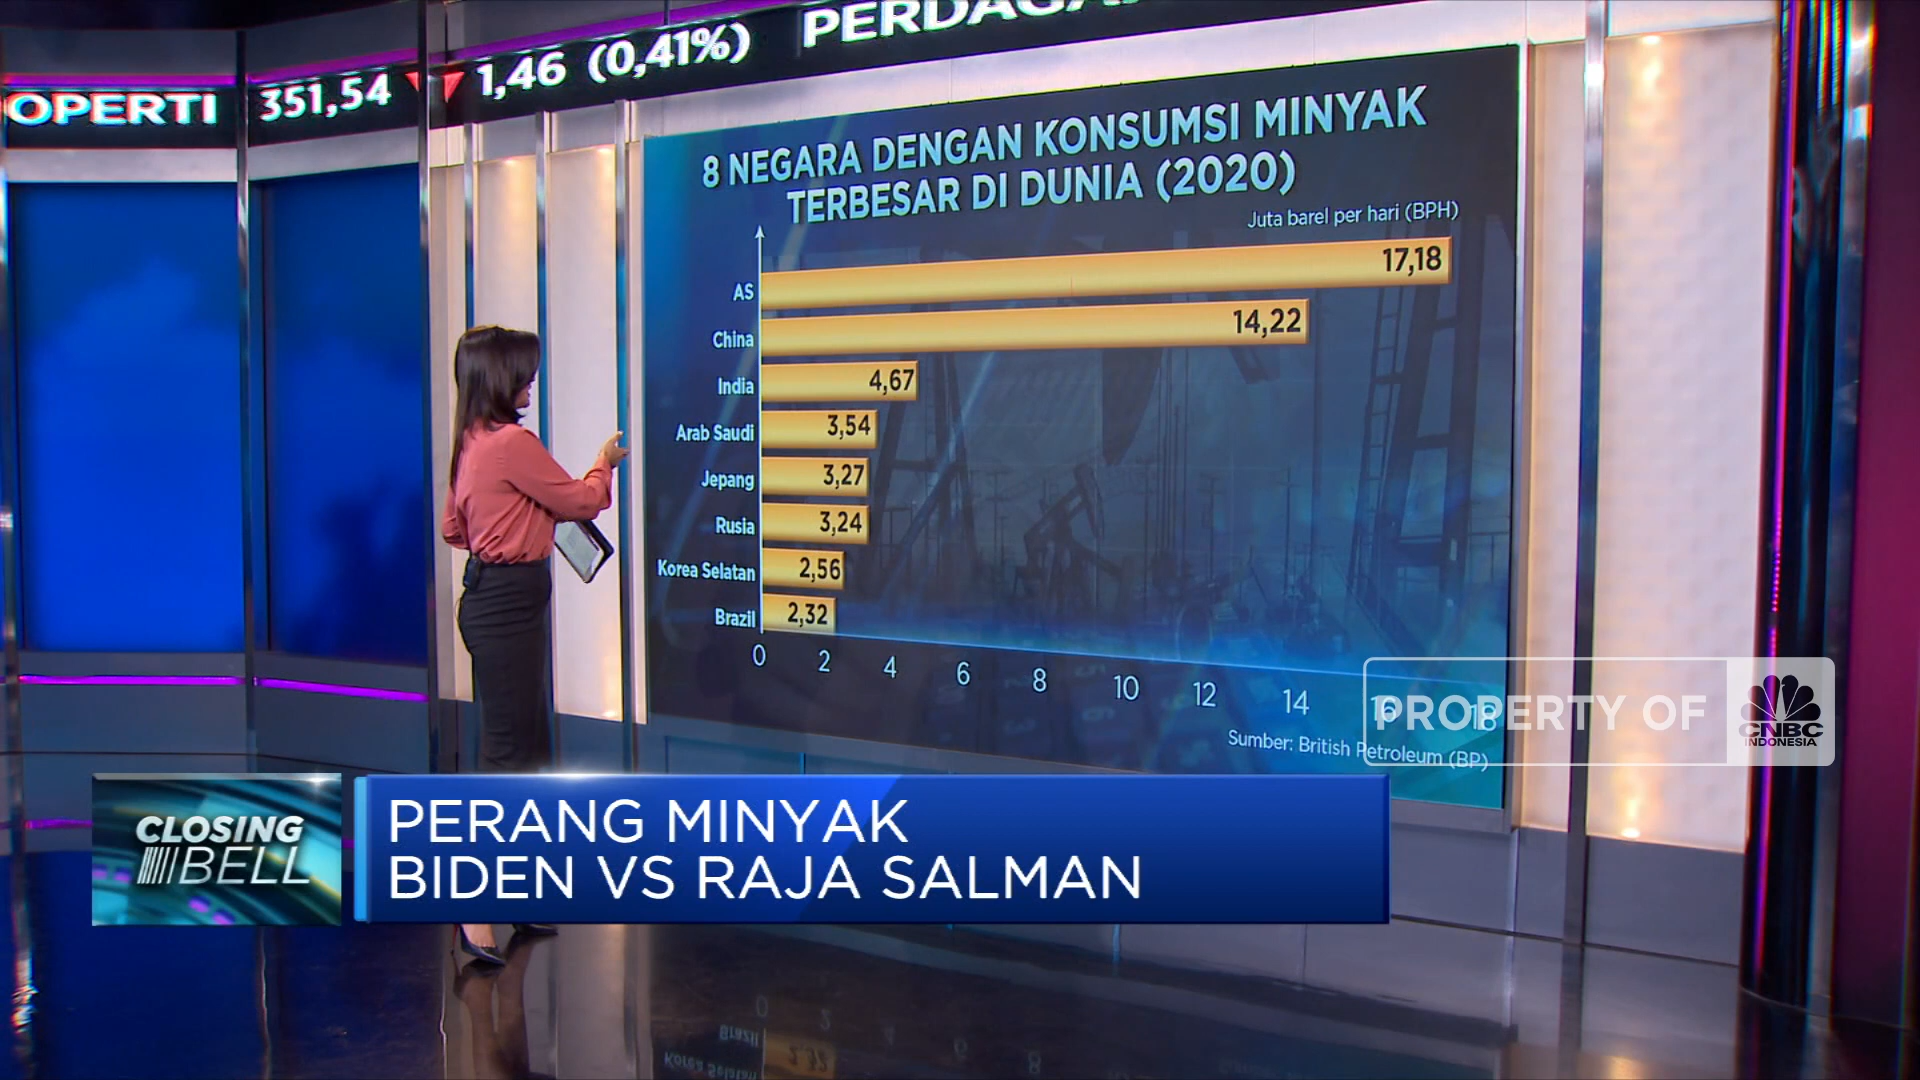 OPERTI 351,54 1,46 (0,41%)
8 NEGARA DENGAN KONSUMSI MINYAK
TERBESAR DI DUNIA (2020)
Juta barel per hari (BPH)
AS 17,18
China 14,22
India 4,67
Arab Saudi 3,54
Jepang 3,27
Rusia 3,24
Korea Selatan 2,56
Brazil 2,32
0 2 4 6 8 10 12 14 16 18
Sumber: British Petroleum (BP)
PROPERTY OF
CNBC
INDONESIA
CLOSING
BELL
PERANG MINYAK
BIDEN VS RAJA SALMAN